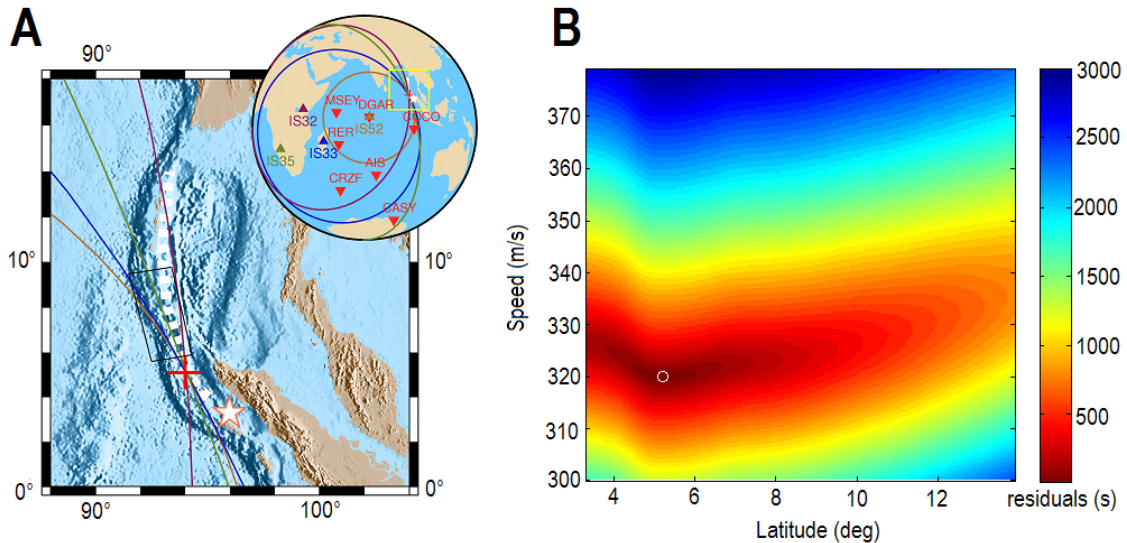 A
90°
10°
0°
90°
100°
10°
0°
MSEY
DGAR
IS32
IS52
COCO
RER
IS33
IS35
AIS
CRZF
CASY
B
370
360
350
340
330
320
310
300
Speed (m/s)
4
6
8
10
12
Latitude (deg)
3000
2500
2000
1500
1000
500
residuals (s)